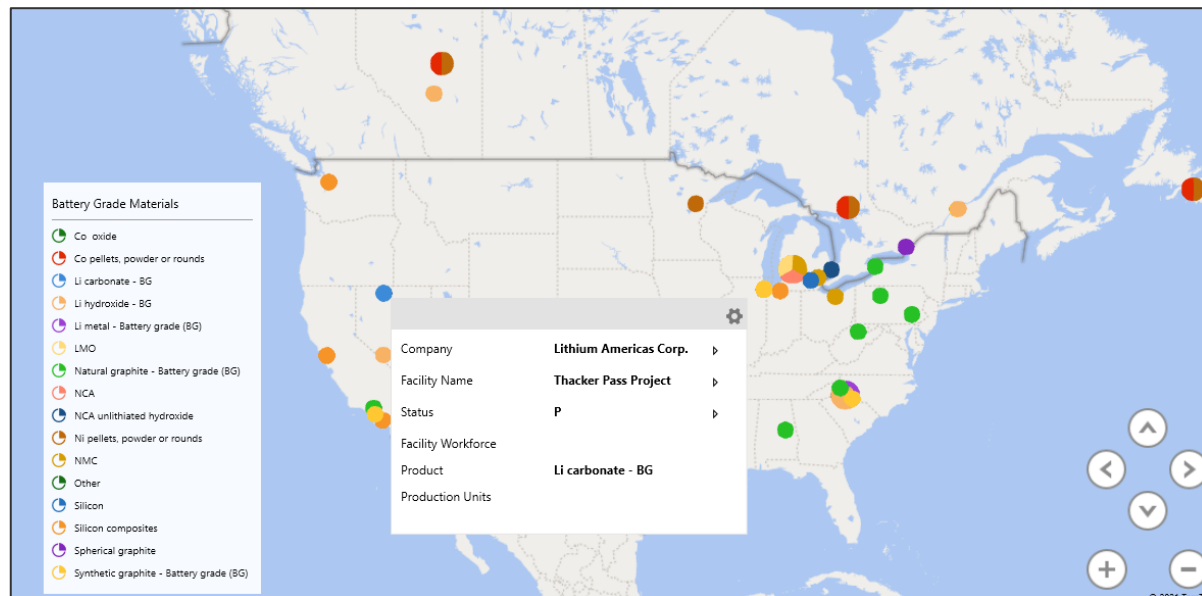 Battery Grade Materials
Co oxide
Co pellets, powder or rounds
Li carbonate - BG
Li hydroxide - BG
Li metal - Battery grade (BG)
LMO
Natural graphite - Battery grade (BG)
NCA
NCA unlithiated hydroxide
Ni pellets, powder or rounds
NMC
Other
Silicon
Silicon composites
Spherical graphite
Synthetic graphite - Battery grade (BG)
Company Lithium Americas Corp.
Facility Name Thacker Pass Project
Status P
Facility Workforce
Product Li carbonate - BG
Production Units